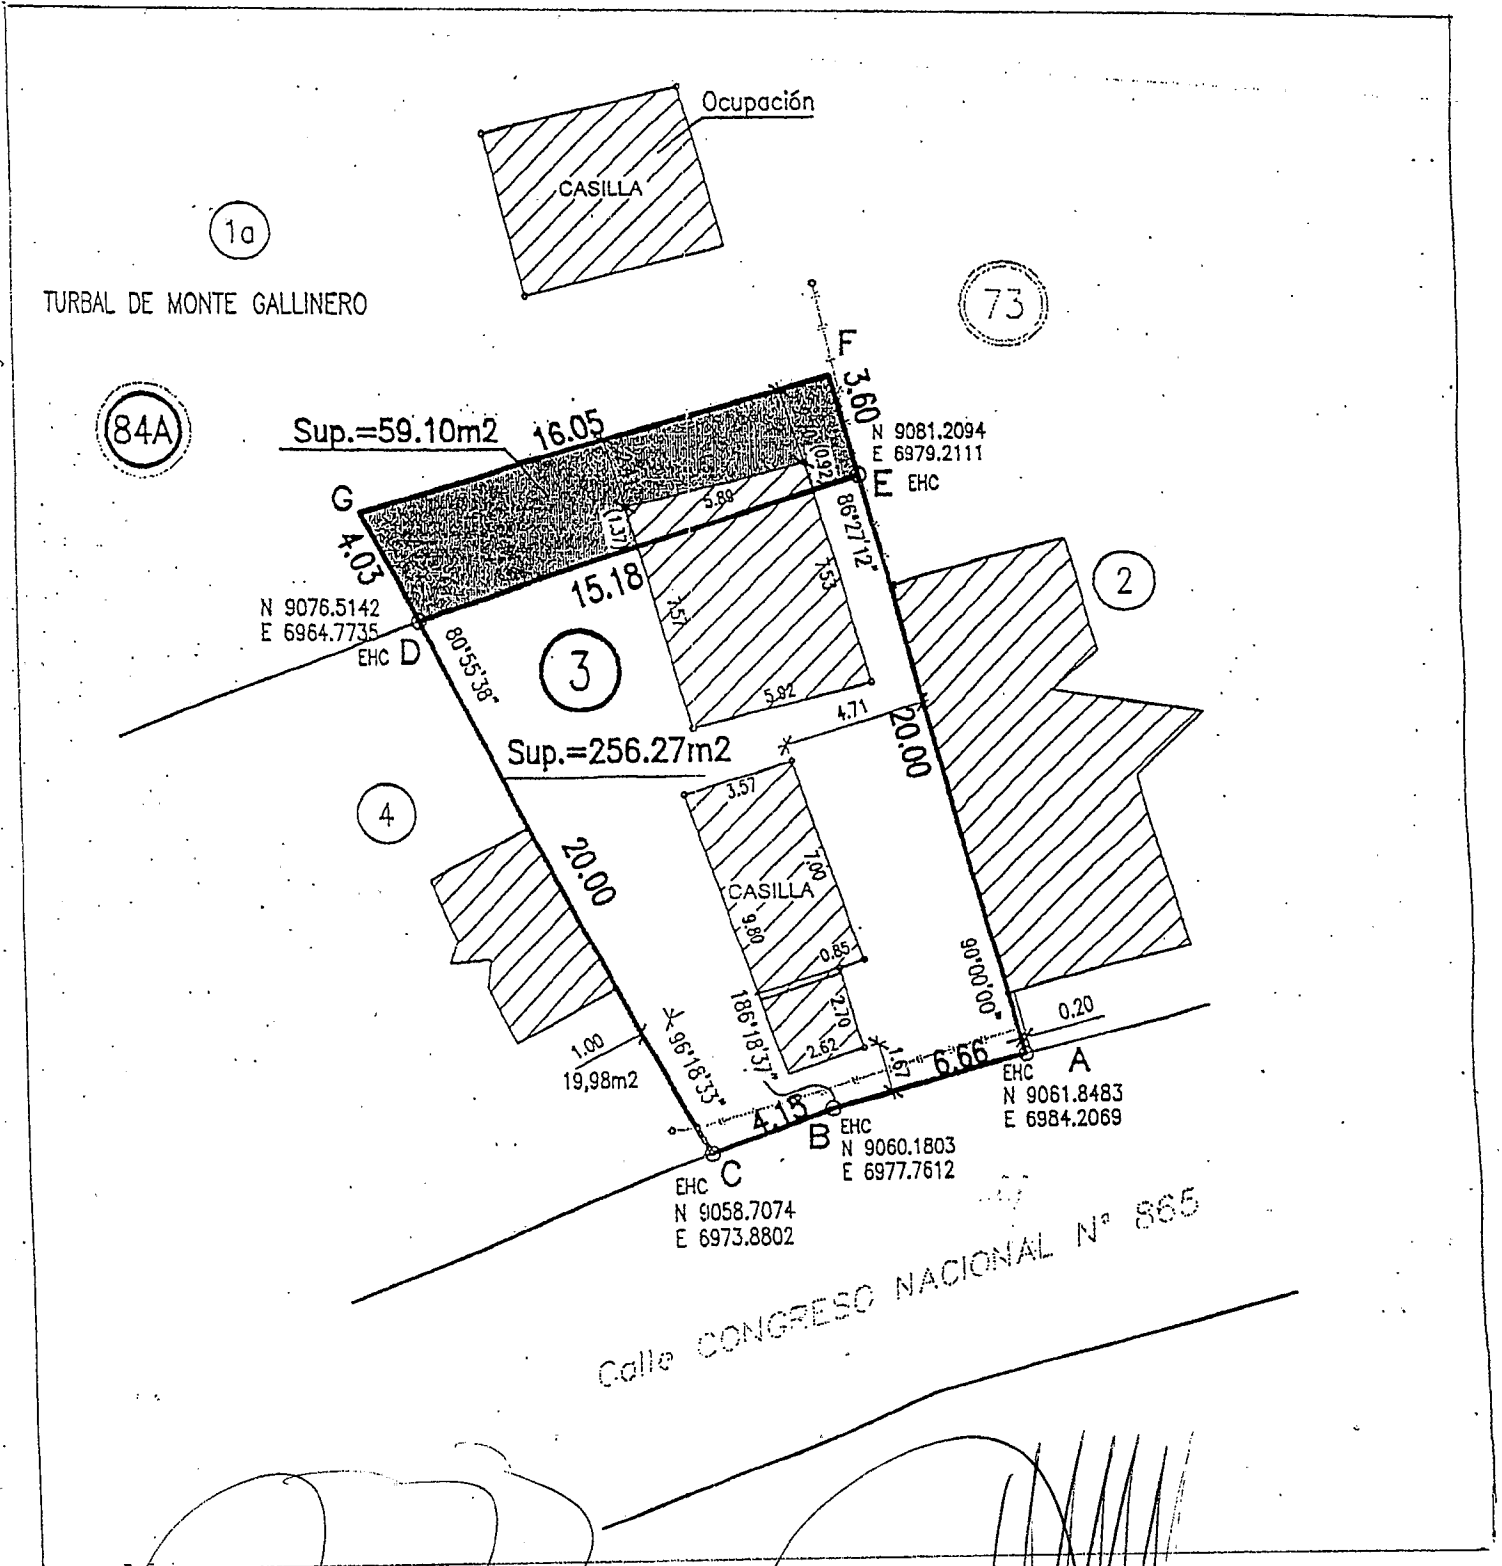 Ocupación
CASILLA
1a
TURBAL DE MONTE GALLINERO
73
84A
F
3.60
Sup.=59.10m2
16.05
N 9081.2094
E 6979.2111
E EHC
G
4.03
(0.92)
5.89
(1.37)
86°27'12"
15.18
7.53
7.57
N 9076.5142
E 6964.7735
EHC D
80°55'38"
3
2
5.92
4.71
20.00
Sup.=256.27m2
3.57
4
20.00
7.00
CASILLA
9.80
0.85
90°00'00"
186°18'37"
2.70
0.20
1.00
19,98m2
96°18'33"
2.62
1.67
6.66
A
EHC
N 9061.8483
E 6984.2069
4.15
B
EHC
N 9060.1803
E 6977.7612
C
EHC
N 9058.7074
E 6973.8802
Calle CONGRESO NACIONAL N° 865